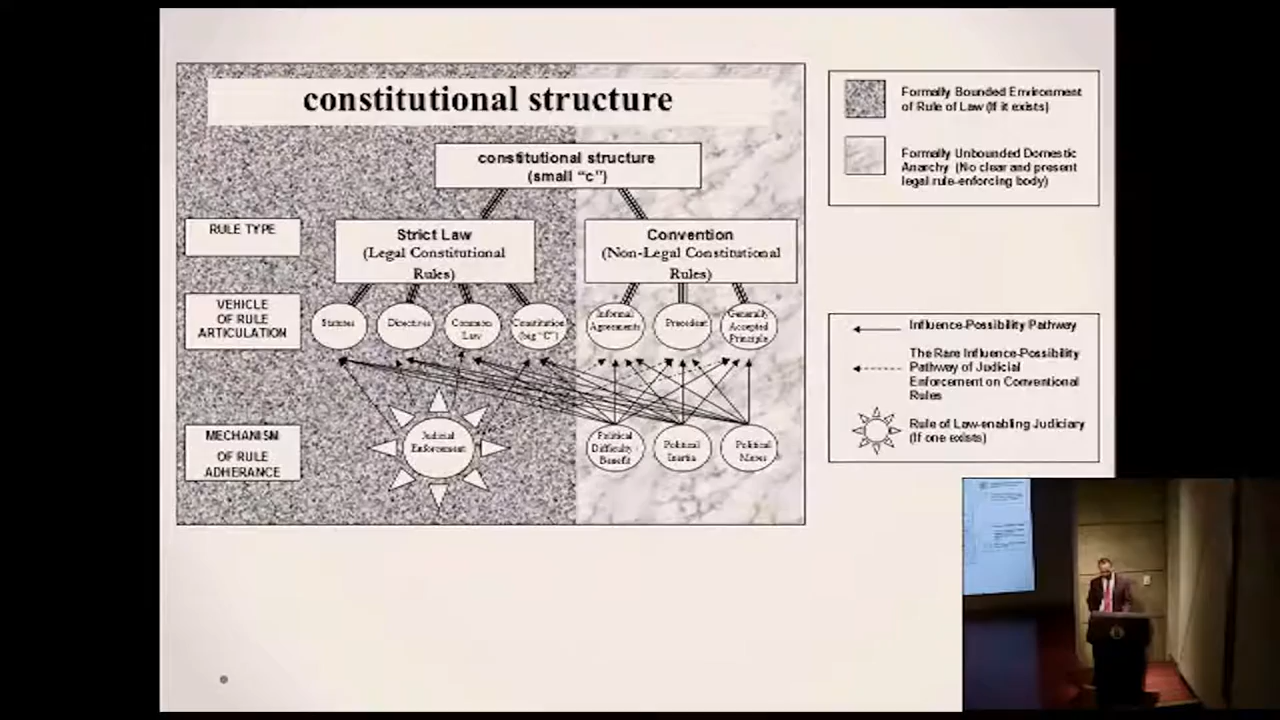 constitutional structure
constitutional structure
(small “c”)
RULE TYPE
Strict Law
(Legal Constitutional
Rules)
Convention
(Non-Legal Constitutional
Rules)
VEHICLE
OF RULE
ARTICULATION
Statutes
Directives
Common
Law
Constitution
(big “C”)
Informal
Agreements
Precedent
Generally
Accepted
Principle
MECHANISM
OF RULE
ADHERANCE
Judicial
Enforcement
Political
Difficulty /
Benefit
Political
Inertia
Political
Mores
Formally Bounded Environment
of Rule of Law (If it exists)
Formally Unbounded Domestic
Anarchy (No clear and present
legal rule-enforcing body)
Influence-Possibility Pathway
The Rare Influence-Possibility
Pathway of Judicial
Enforcement on Conventional
Rules
Rule of Law-enabling Judiciary
(If one exists)